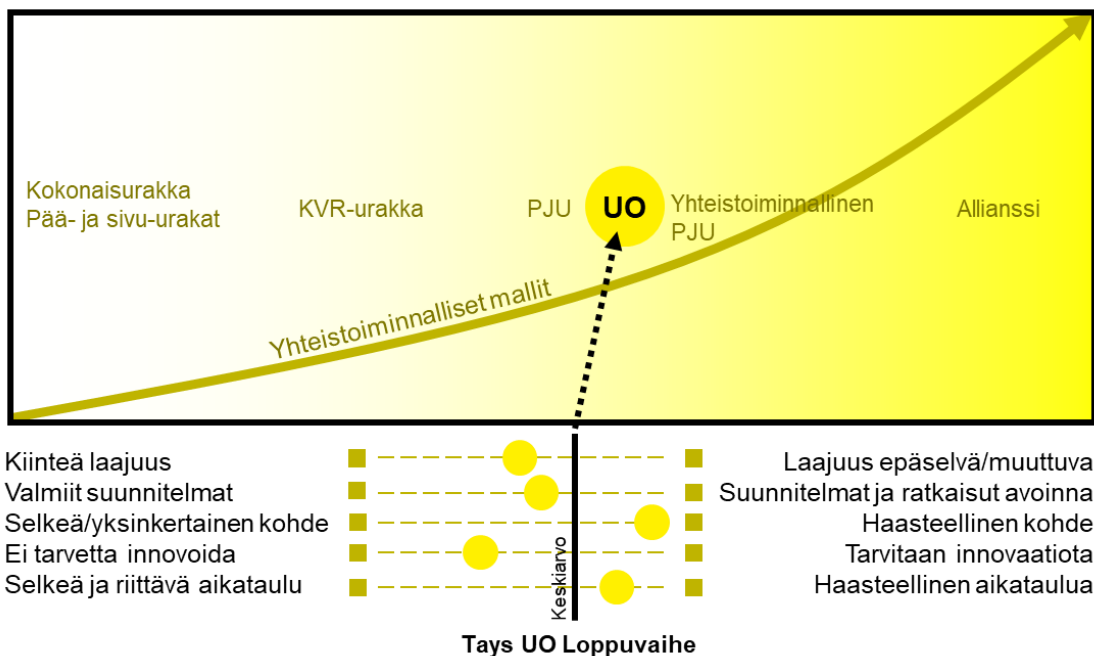 Kokonaisurakka
Pää- ja sivu-urakat
KVR-urakka
PJU
UO
Yhteistoiminnallinen
PJU
Allianssi
Yhteistoiminnalliset mallit
Kiinteä laajuus
Laajuus epäselvä/muuttuva
Valmiit suunnitelmat
Suunnitelmat ja ratkaisut avoinna
Selkeä/yksinkertainen kohde
Haasteellinen kohde
Ei tarvetta innovoida
Tarvitaan innovaatiota
Selkeä ja riittävä aikataulu
Haasteellinen aikataulua
Keskiarvo
Tays UO Loppuvaihe